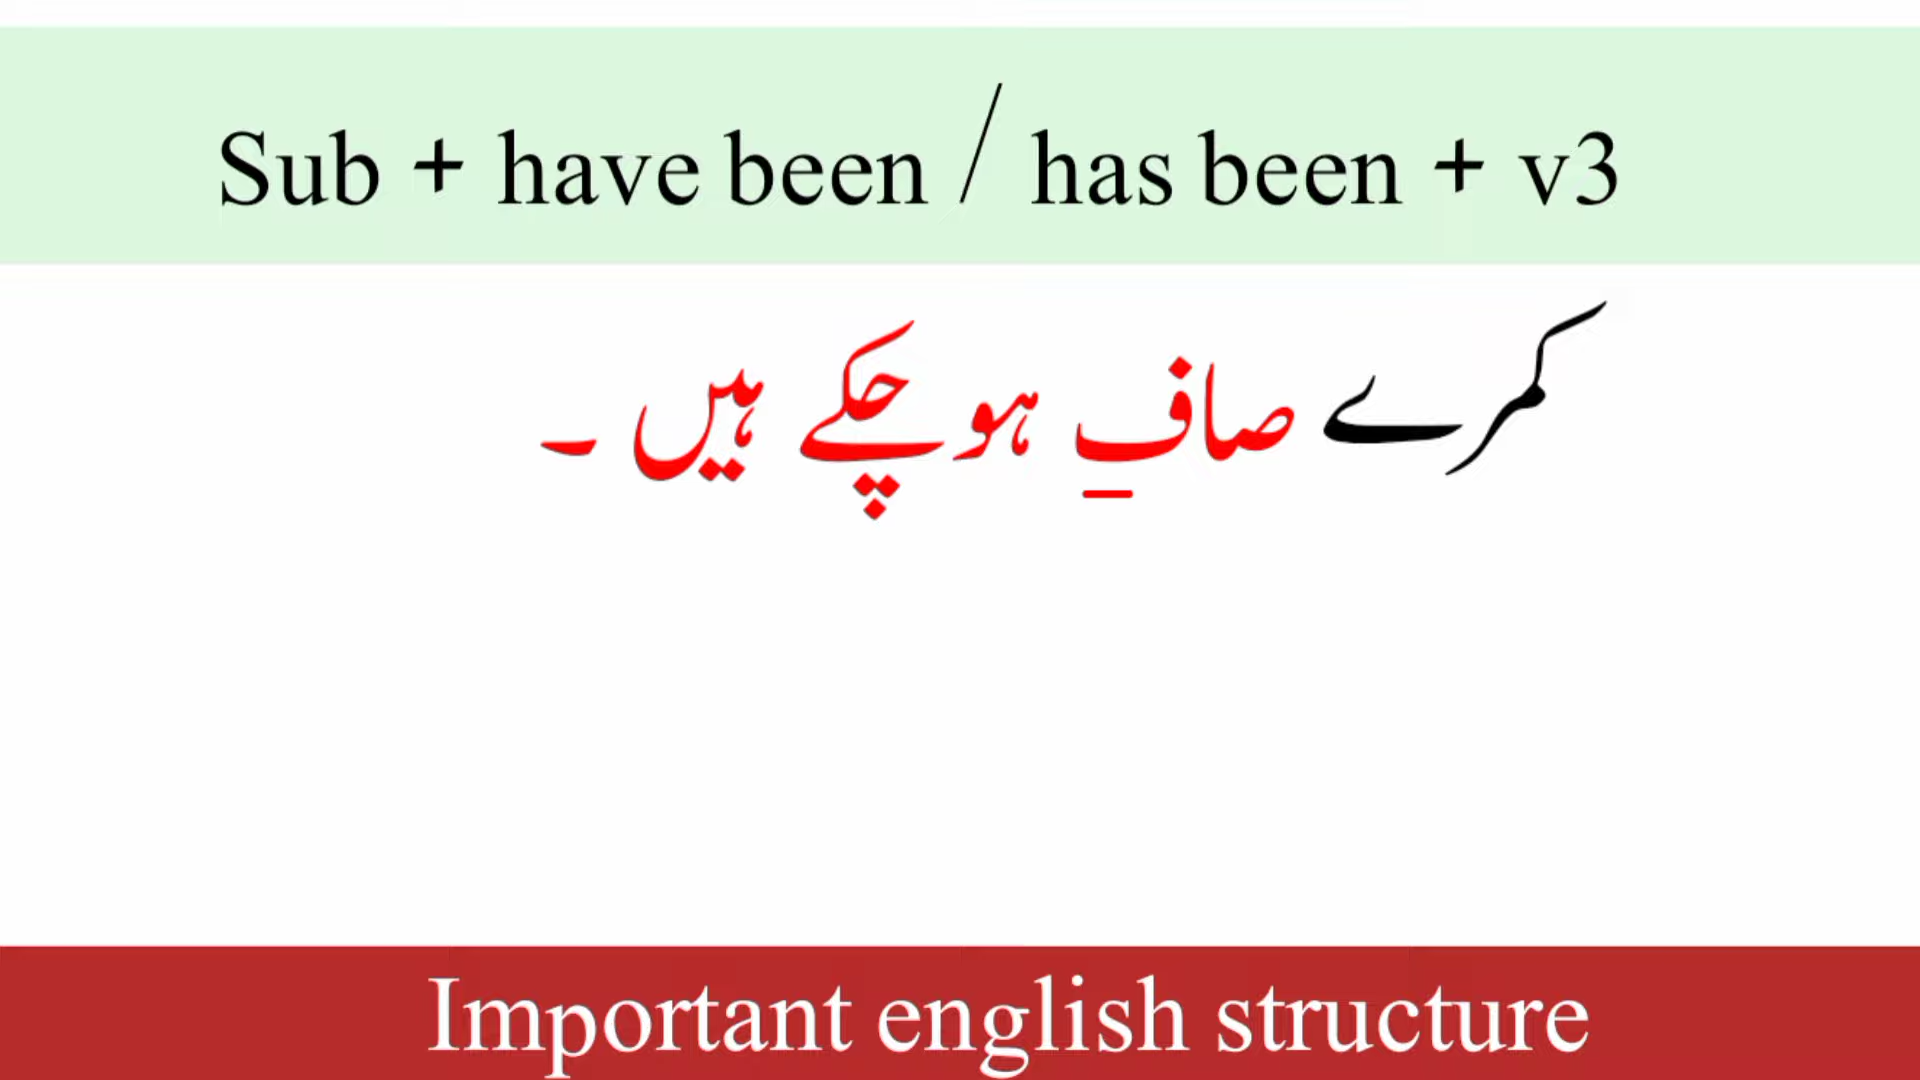 Sub + have been / has been + v3
کمرے صافِ ہو چکے ہیں ۔
Important english structure